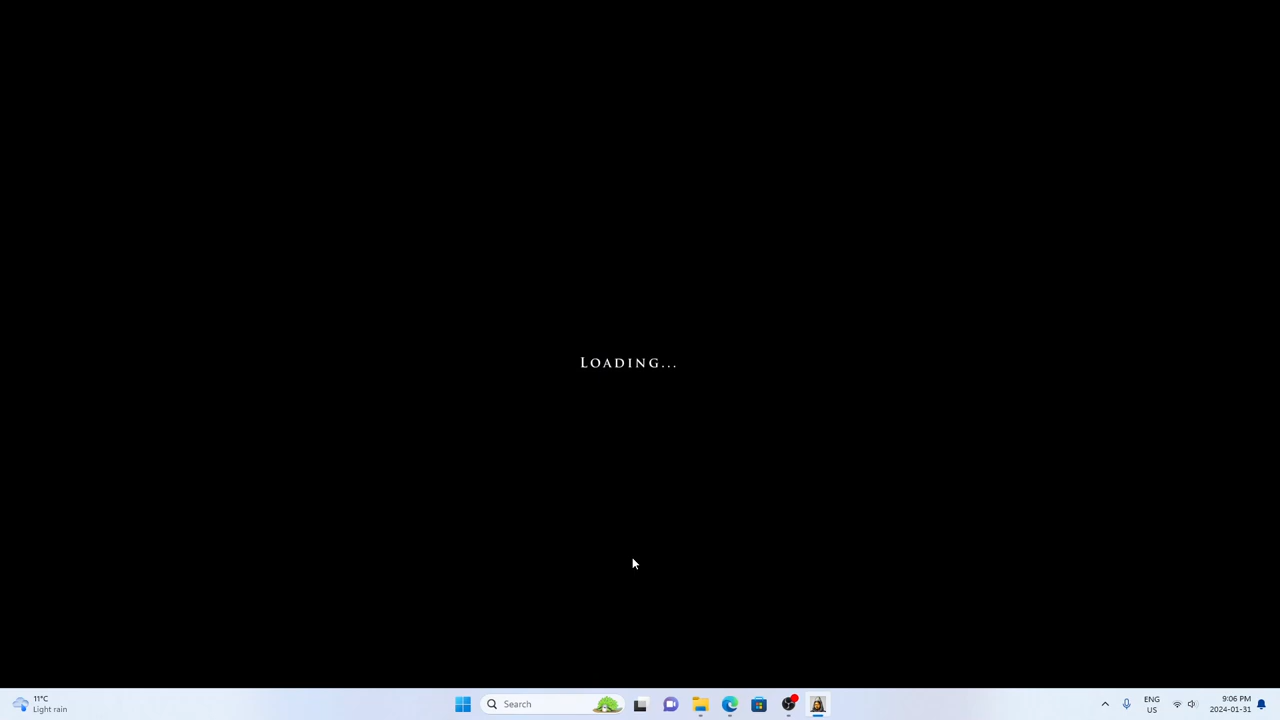 LOADING...
11°C
Light rain
Search
ENG
US
9:06 PM
2024-01-31